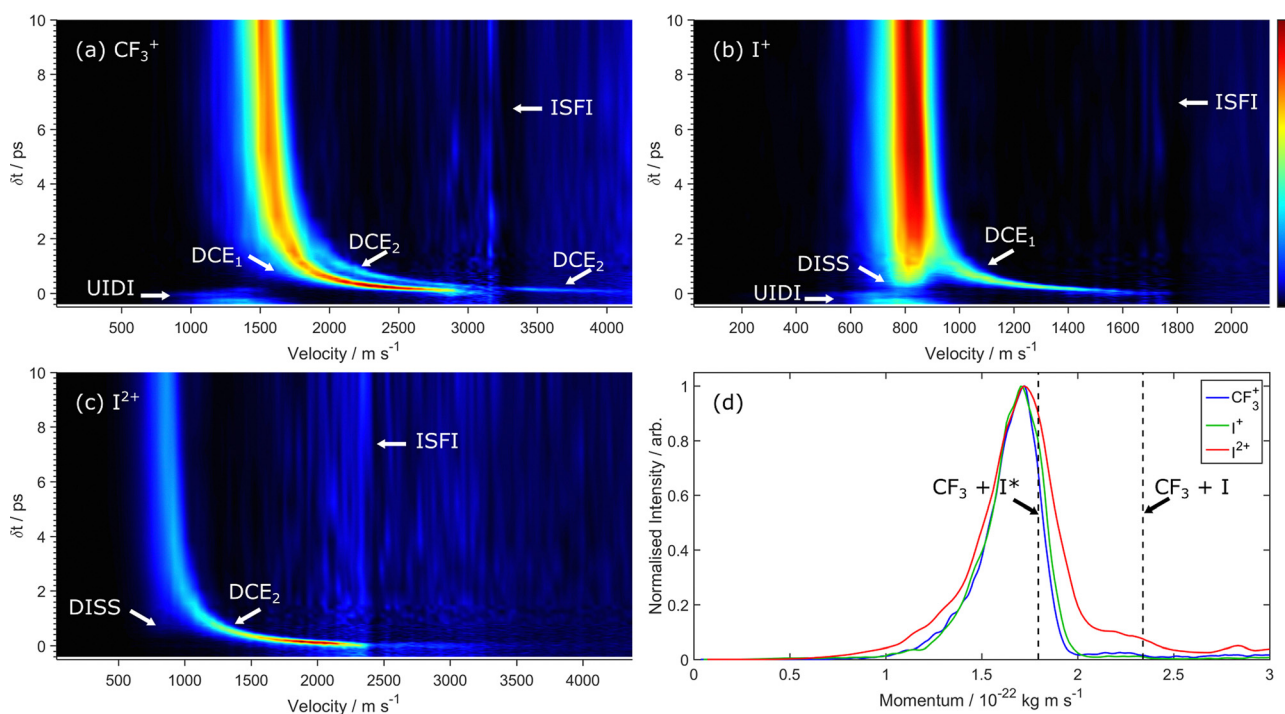 (a) CF₃⁺
10
8
6
4
2
0
δt / ps
ISFI
DCE₁
DCE₂
DCE₂
UIDI
500 1000 1500 2000 2500 3000 3500 4000
Velocity / m s⁻¹
(b) I⁺
10
8
6
4
2
0
δt / ps
ISFI
DCE₁
DISS
UIDI
200 400 600 800 1000 1200 1400 1600 1800 2000
Velocity / m s⁻¹
(c) I²⁺
10
8
6
4
2
0
δt / ps
ISFI
DISS
DCE₂
500 1000 1500 2000 2500 3000 3500 4000
Velocity / m s⁻¹
(d)
1
0.8
0.6
0.4
0.2
0
Normalised Intensity / arb.
CF₃⁺
I⁺
I²⁺
CF₃ + I*
CF₃ + I
0 0.5 1 1.5 2 2.5 3
Momentum / 10⁻²² kg m s⁻¹